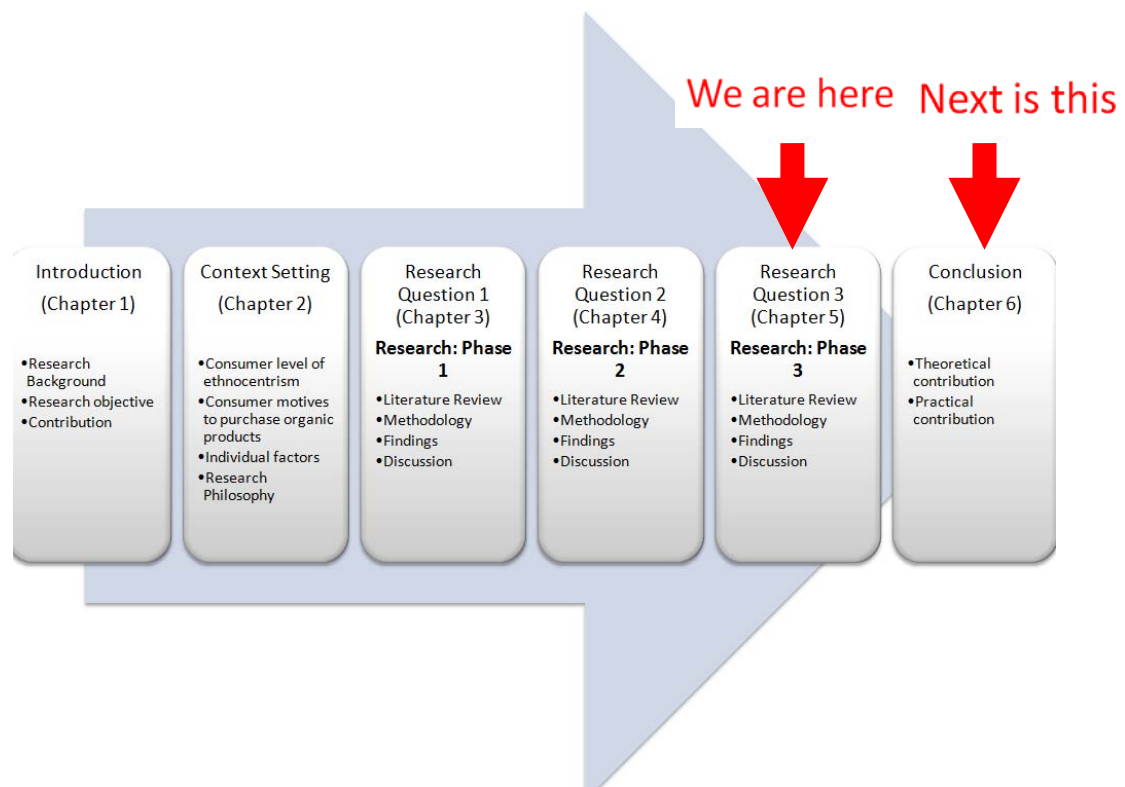 We are here
Next is this
Introduction
(Chapter 1)
•Research
Background
•Research objective
•Contribution
Context Setting
(Chapter 2)
•Consumer level of
ethnocentrism
•Consumer motives
to purchase organic
products
•Individual factors
•Research
Philosophy
Research
Question 1
(Chapter 3)
Research: Phase
1
•Literature Review
•Methodology
•Findings
•Discussion
Research
Question 2
(Chapter 4)
Research: Phase
2
•Literature Review
•Methodology
•Findings
•Discussion
Research
Question 3
(Chapter 5)
Research: Phase
3
•Literature Review
•Methodology
•Findings
•Discussion
Conclusion
(Chapter 6)
•Theoretical
contribution
•Practical
contribution